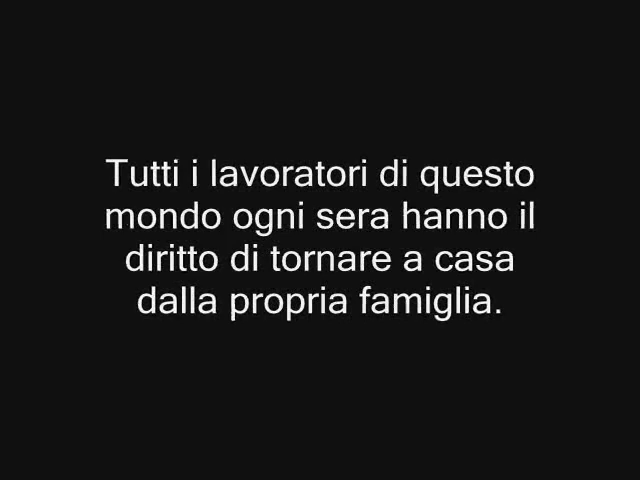 Tutti i lavoratori di questo
mondo ogni sera hanno il
diritto di tornare a casa
dalla propria famiglia.